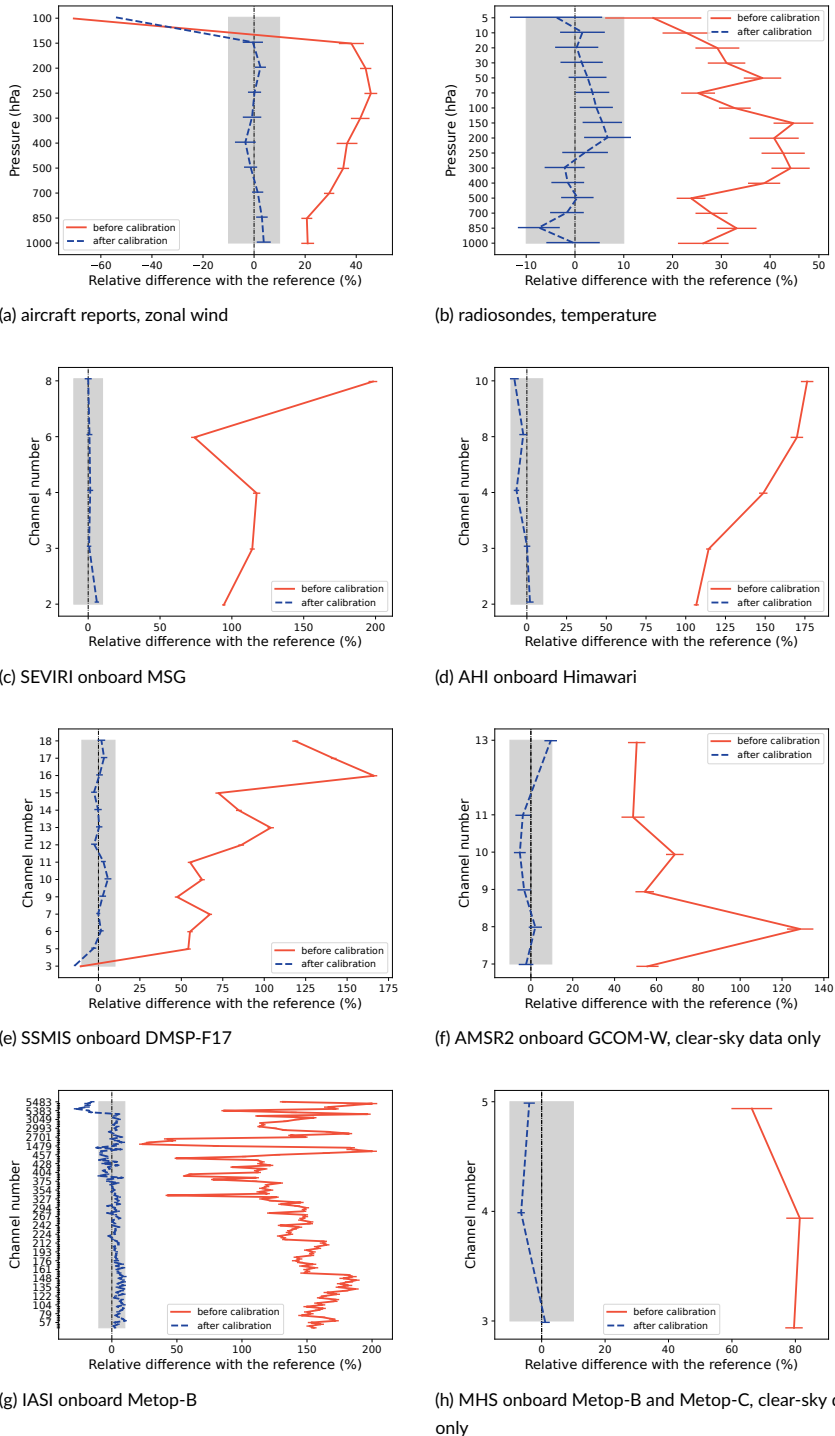 100
150
200
250
300
400
500
700
850
1000
Pressure (hPa)
before calibration
after calibration
−60 −40 −20 0 20 40
Relative difference with the reference (%)
(a) aircraft reports, zonal wind
5
10
20
30
50
70
100
150
200
250
300
400
500
700
850
1000
Pressure (hPa)
before calibration
after calibration
−10 0 10 20 30 40 50
Relative difference with the reference (%)
(b) radiosondes, temperature
8
6
4
3
2
Channel number
before calibration
after calibration
0 50 100 150 200
Relative difference with the reference (%)
(c) SEVIRI onboard MSG
10
8
4
3
2
Channel number
before calibration
after calibration
0 25 50 75 100 125 150 175
Relative difference with the reference (%)
(d) AHI onboard Himawari
18
17
16
15
14
13
12
11
10
9
7
6
5
3
Channel number
before calibration
after calibration
0 25 50 75 100 125 150 175
Relative difference with the reference (%)
(e) SSMIS onboard DMSP-F17
13
11
10
9
8
7
Channel number
before calibration
after calibration
0 20 40 60 80 100 120 140
Relative difference with the reference (%)
(f) AMSR2 onboard GCOM-W, clear-sky data only
5483
5383
3049
2993
2701
1479
457
428
404
375
354
327
294
267
242
224
212
193
176
161
148
135
122
104
79
57
Channel number
before calibration
after calibration
0 50 100 150 200
Relative difference with the reference (%)
(g) IASI onboard Metop-B
5
4
3
Channel number
before calibration
after calibration
0 20 40 60 80
Relative difference with the reference (%)
(h) MHS onboard Metop-B and Metop-C, clear-sky
only